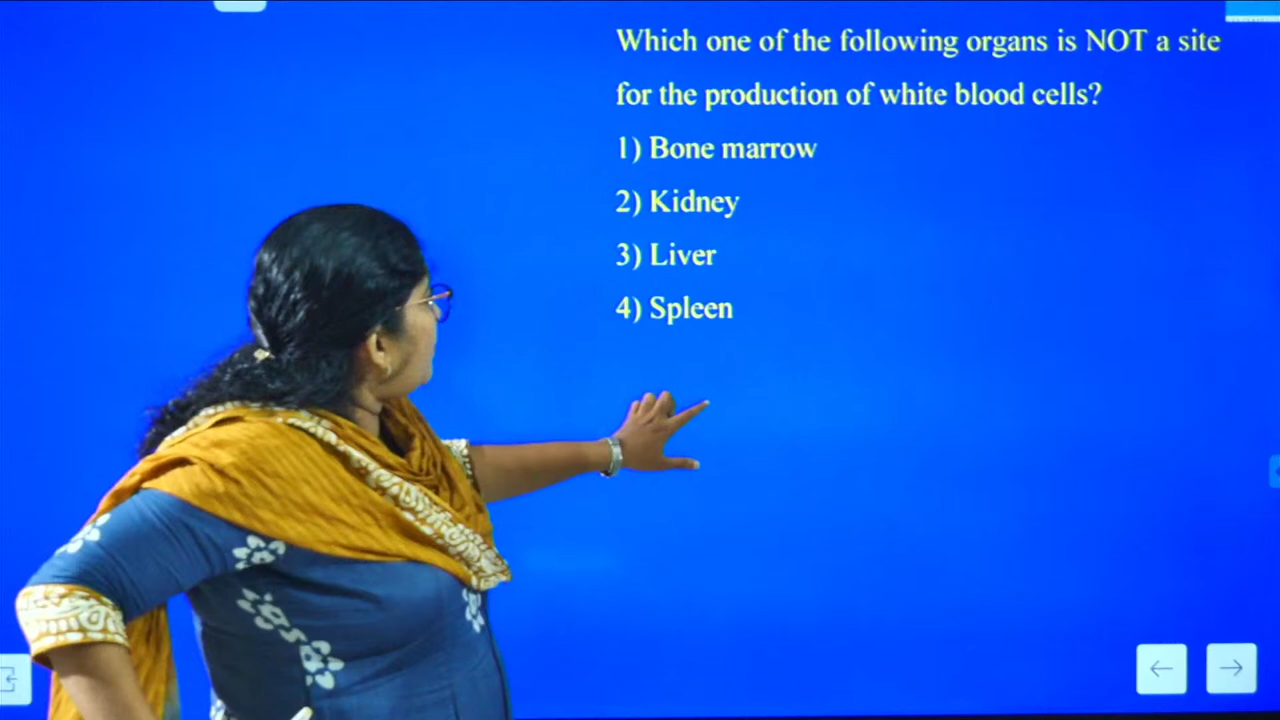 Which one of the following organs is NOT a site
for the production of white blood cells?
1) Bone marrow
2) Kidney
3) Liver
4) Spleen